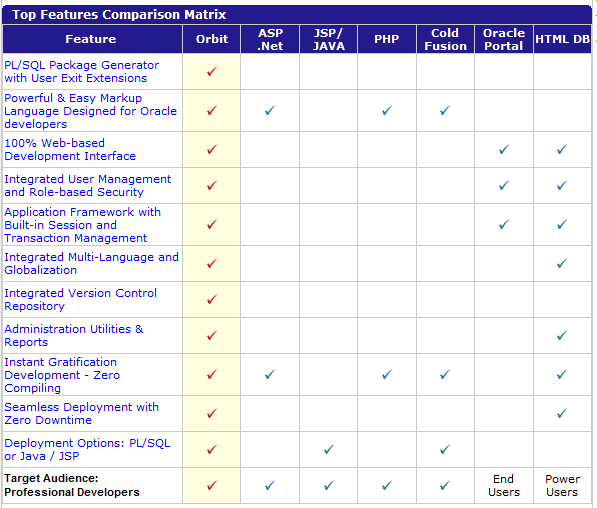 Top Features Comparison Matrix
Feature Orbit ASP .Net JSP/ JAVA PHP Cold Fusion Oracle Portal HTML DB
PL/SQL Package Generator
with User Exit Extensions
✓
Powerful & Easy Markup
Language Designed for Oracle
developers
✓ ✓ ✓ ✓
100% Web-based
Development Interface
✓ ✓ ✓
Integrated User Management
and Role-based Security
✓ ✓ ✓
Application Framework with
Built-in Session and
Transaction Management
✓ ✓ ✓
Integrated Multi-Language and
Globalization
✓ ✓
Integrated Version Control
Repository
✓
Administration Utilities &
Reports
✓ ✓
Instant Gratification
Development - Zero
Compiling
✓ ✓ ✓ ✓ ✓
Seamless Deployment with
Zero Downtime
✓ ✓
Deployment Options: PL/SQL
or Java / JSP
✓ ✓ ✓
Target Audience:
Professional Developers
✓ ✓ ✓ ✓ ✓ End Users Power Users